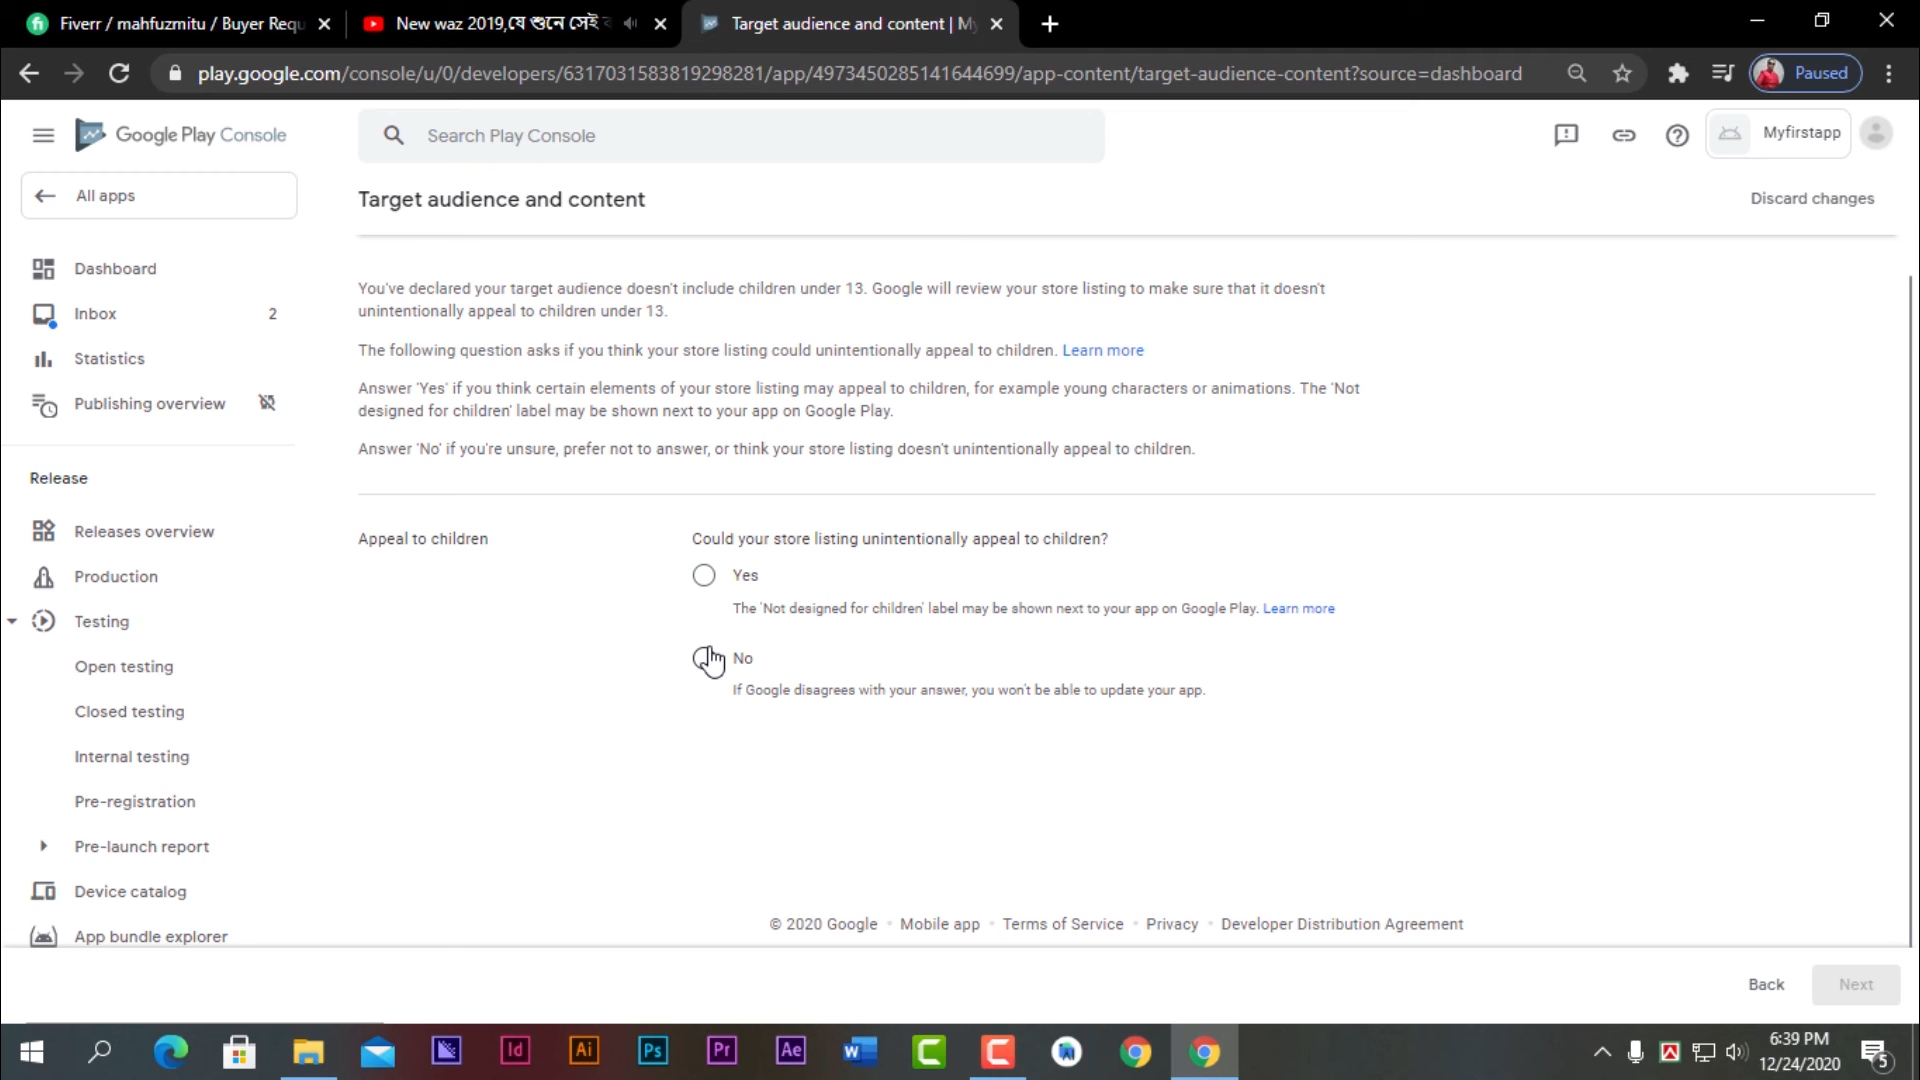 Fiverr / mahfuzmitu / Buyer Requ
New waz 2019,যে শুনে সেই
Target audience and content | My
play.google.com/console/u/0/developers/6317031583819298281/app/4973450285141644699/app-content/target-audience-content?source=dashboard
Paused
Google Play Console
Search Play Console
Myfirstapp
All apps
Target audience and content
Discard changes
Dashboard
Inbox 2
Statistics
Publishing overview
Release
Releases overview
Production
Testing
Open testing
Closed testing
Internal testing
Pre-registration
Pre-launch report
Device catalog
App bundle explorer
You've declared your target audience doesn't include children under 13. Google will review your store listing to make sure that it doesn't
unintentionally appeal to children under 13.
The following question asks if you think your store listing could unintentionally appeal to children. Learn more
Answer 'Yes' if you think certain elements of your store listing may appeal to children, for example young characters or animations. The 'Not
designed for children' label may be shown next to your app on Google Play.
Answer 'No' if you're unsure, prefer not to answer, or think your store listing doesn't unintentionally appeal to children.
Appeal to children
Could your store listing unintentionally appeal to children?
Yes
The 'Not designed for children' label may be shown next to your app on Google Play. Learn more
No
If Google disagrees with your answer, you won't be able to update your app.
© 2020 Google • Mobile app • Terms of Service • Privacy • Developer Distribution Agreement
Back
Next
Id
Ai
Ps
Pr
Ae
W
6:39 PM
12/24/2020
5